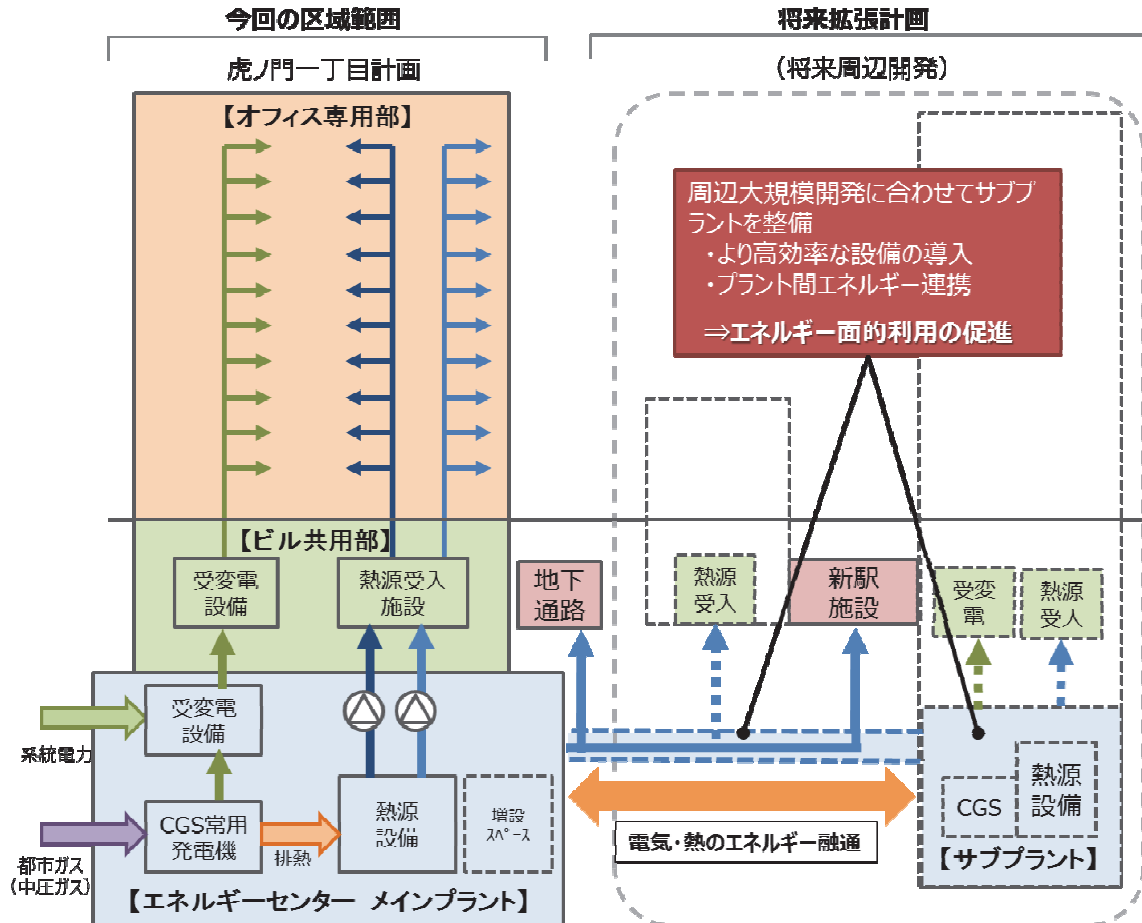 今回の区域範囲
虎ノ門一丁目計画
将来拡張計画
(将来周辺開発)
【オフィス専用部】
周辺大規模開発に合わせてサブプ
ラントを整備
・より高効率な設備の導入
・プラント間エネルギー連携
⇒エネルギー面的利用の促進
【ビル共用部】
受変電
設備
熱源受入
施設
地下
通路
熱源
受入
新駅
施設
受変
電
熱源
受入
受変電
設備
系統電力
CGS常用
発電機
排熱
熱源
設備
増設
スペース
都市ガス
(中圧ガス)
【エネルギーセンター メインプラント】
電気・熱のエネルギー融通
CGS
熱源
設備
【サブプラント】